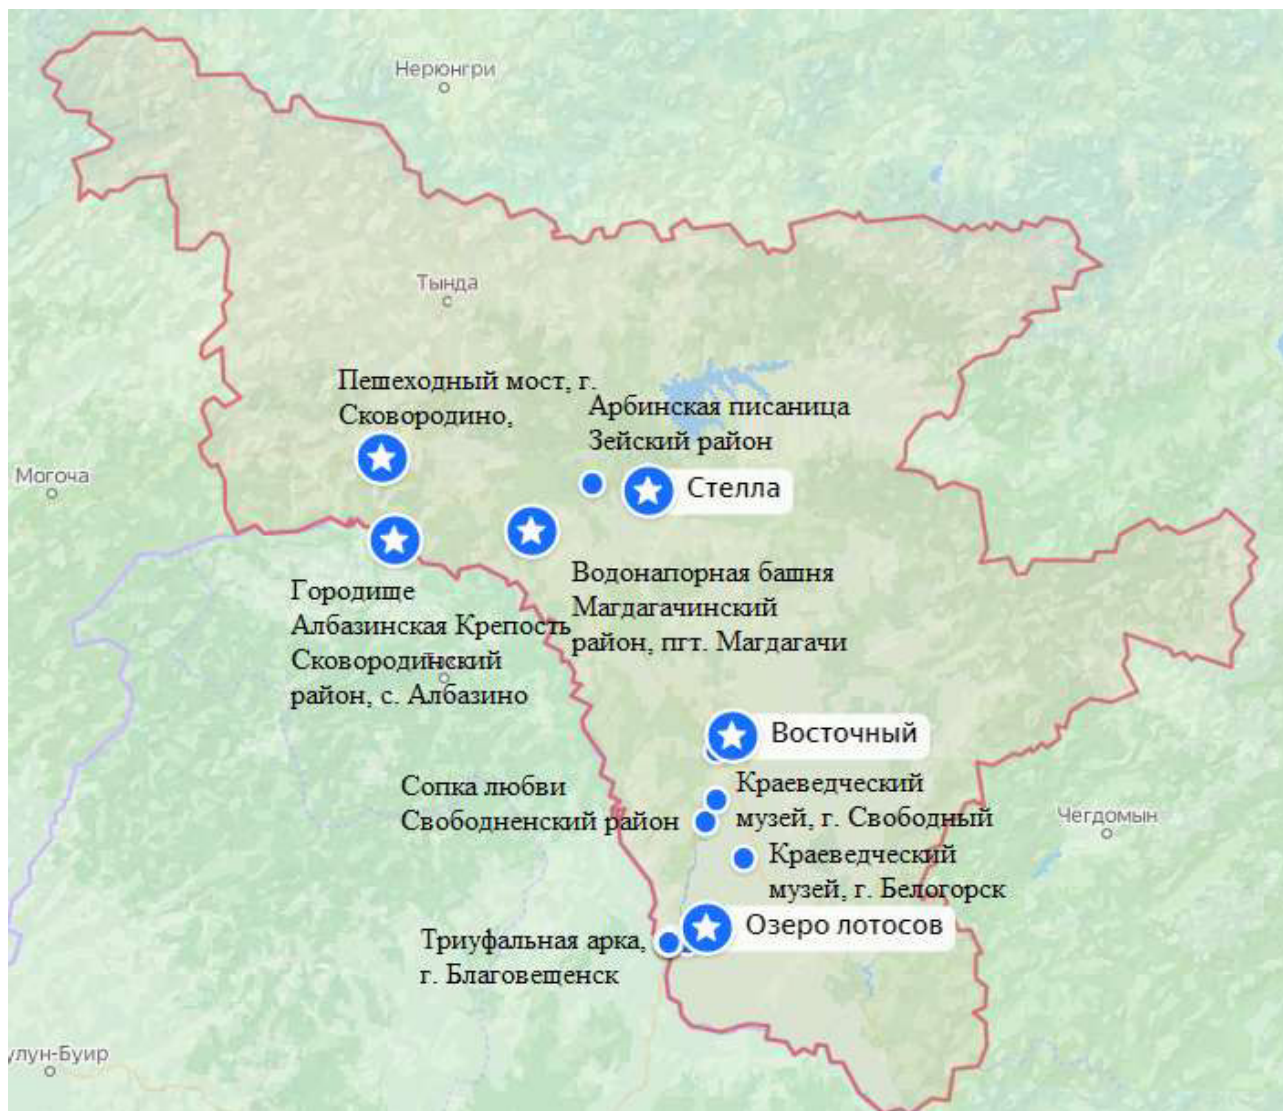 Нерюнгри
Тында
Пешеходный мост, г.
Сковородино,
Арбинская писаница
Зейский район
Могоча
Стелла
Городище
Албазинская Крепость
Сковородинский
район, с. Албазино
Водонапорная башня
Магдагачинский
район, пгт. Магдагачи
Восточный
Сопка любви
Свободненский район
Краеведческий
музей, г. Свободный
Чегдомын
Краеведческий
музей, г. Белогорск
Озеро лотосов
Триуфальная арка,
г. Благовещенск
улун-Буир